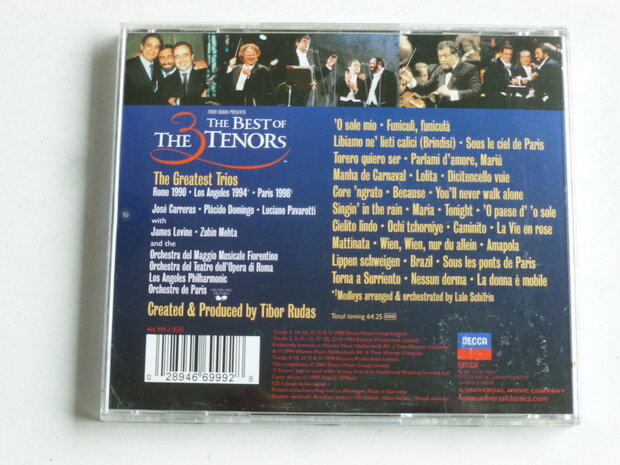 TIBOR RUDAS PRESENTS
THE BEST OF
THE 3 TENORS
The Greatest Trios
Rome 1990 · Los Angeles 1994* · Paris 1998†
José Carreras · Plácido Domingo · Luciano Pavarotti
with
James Levine · Zubin Mehta
and the
Orchestra del Maggio Musicale Fiorentino
Orchestra del Teatro dell'Opera di Roma
Los Angeles Philharmonic
Orchestre de Paris
Created & Produced by Tibor Rudas
'O sole mio · Funiculì, funiculà
Libiamo ne' lieti calici (Brindisi) · Sous le ciel de Paris
Torero quiero ser · Parlami d'amore, Mariù
Manha de Carnaval · Lolita · Dicitencello vuie
Core 'ngrato · Because · You'll never walk alone
Singin' in the rain · Maria · Tonight · 'O paese d' 'o sole
Cielito lindo · Ochi tchorniye · Caminito · La Vie en rose
Mattinata · Wien, Wien, nur du allein · Amapola
Lippen schweigen · Brazil · Sous les ponts de Paris
Torna a Surriento · Nessun dorma · La donna è mobile
*†Medleys arranged & orchestrated by Lalo Schifrin
Total timing 64.25 DDD
466 999-2
0 28946 69992 8
DECCA
A UNIVERSAL MUSIC COMPANY
www.universalclassics.com